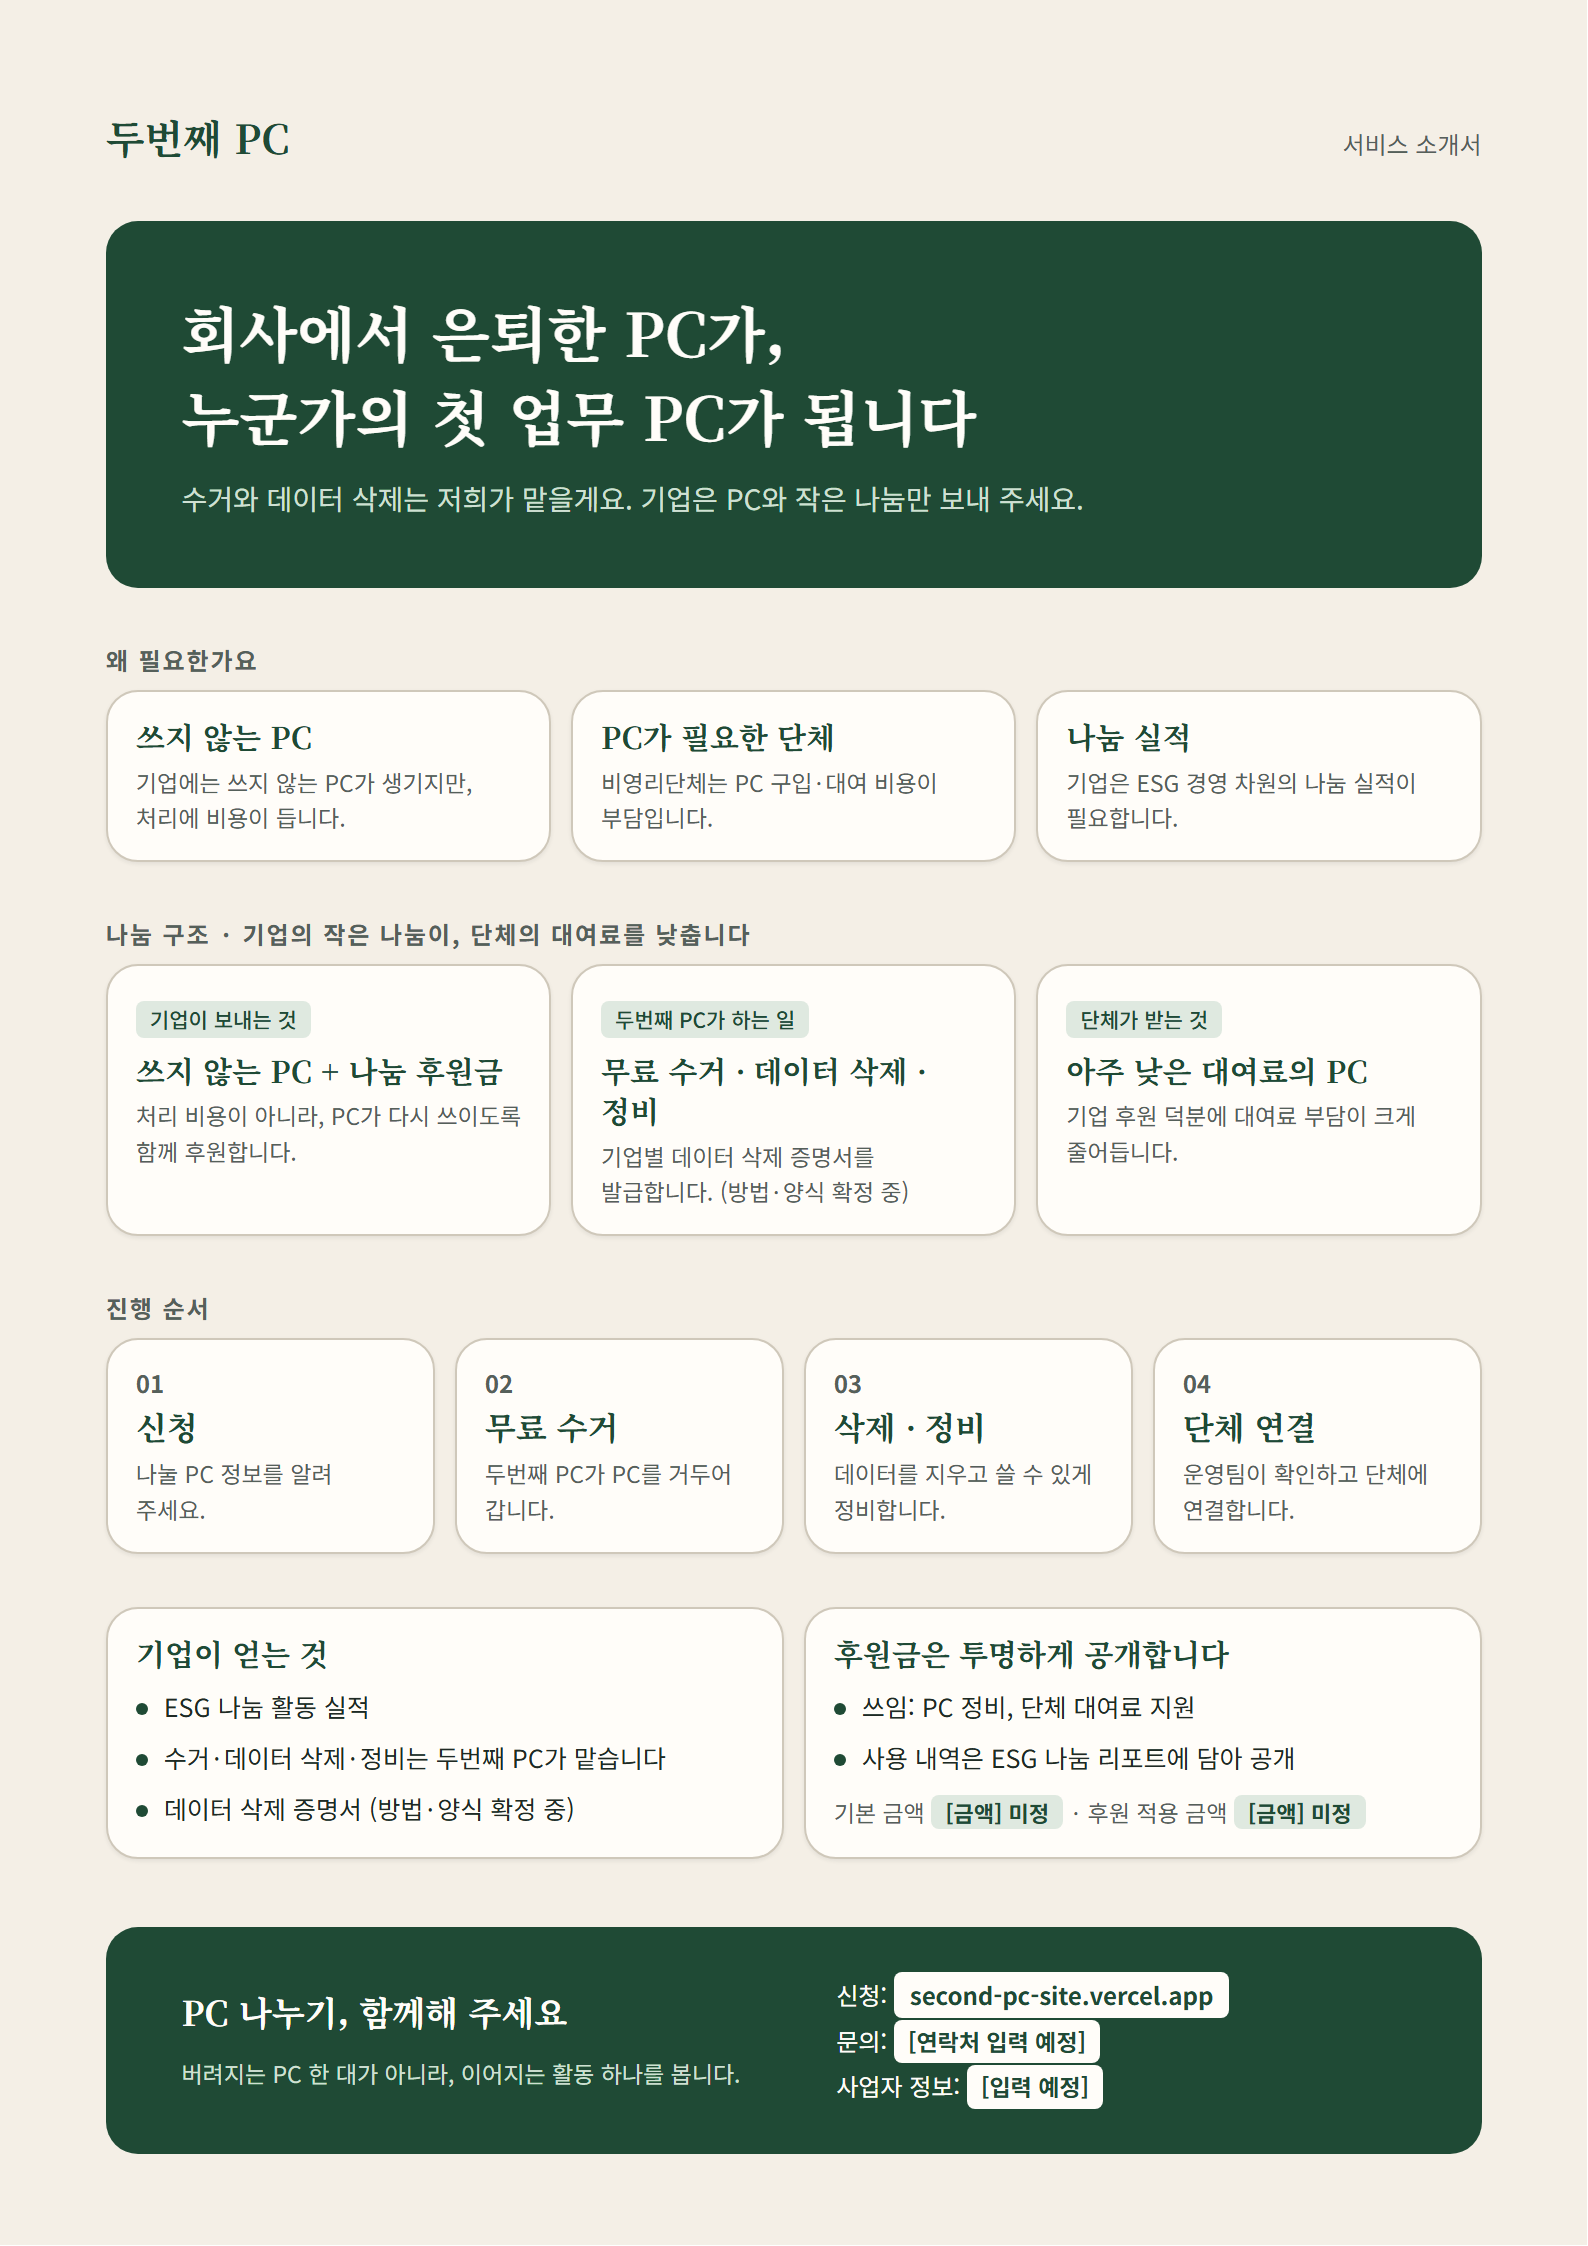 두번째 PC
서비스 소개서
회사에서 은퇴한 PC가,
누군가의 첫 업무 PC가 됩니다
수거와 데이터 삭제는 저희가 맡을게요. 기업은 PC와 작은 나눔만 보내 주세요.
왜 필요한가요
쓰지 않는 PC
기업에는 쓰지 않는 PC가 생기지만,
처리에 비용이 듭니다.
PC가 필요한 단체
비영리단체는 PC 구입·대여 비용이
부담입니다.
나눔 실적
기업은 ESG 경영 차원의 나눔 실적이
필요합니다.
나눔 구조 · 기업의 작은 나눔이, 단체의 대여료를 낮춥니다
기업이 보내는 것
쓰지 않는 PC + 나눔 후원금
처리 비용이 아니라, PC가 다시 쓰이도록
함께 후원합니다.
두번째 PC가 하는 일
무료 수거 · 데이터 삭제 ·
정비
기업별 데이터 삭제 증명서를
발급합니다. (방법·양식 확정 중)
단체가 받는 것
아주 낮은 대여료의 PC
기업 후원 덕분에 대여료 부담이 크게
줄어듭니다.
진행 순서
01
신청
나눌 PC 정보를 알려
주세요.
02
무료 수거
두번째 PC가 PC를 거두어
갑니다.
03
삭제 · 정비
데이터를 지우고 쓸 수 있게
정비합니다.
04
단체 연결
운영팀이 확인하고 단체에
연결합니다.
기업이 얻는 것
ESG 나눔 활동 실적
수거·데이터 삭제·정비는 두번째 PC가 맡습니다
데이터 삭제 증명서 (방법·양식 확정 중)
후원금은 투명하게 공개합니다
쓰임: PC 정비, 단체 대여료 지원
사용 내역은 ESG 나눔 리포트에 담아 공개
기본 금액 [금액] 미정 · 후원 적용 금액 [금액] 미정
PC 나누기, 함께해 주세요
버려지는 PC 한 대가 아니라, 이어지는 활동 하나를 봅니다.
신청: second-pc-site.vercel.app
문의: [연락처 입력 예정]
사업자 정보: [입력 예정]